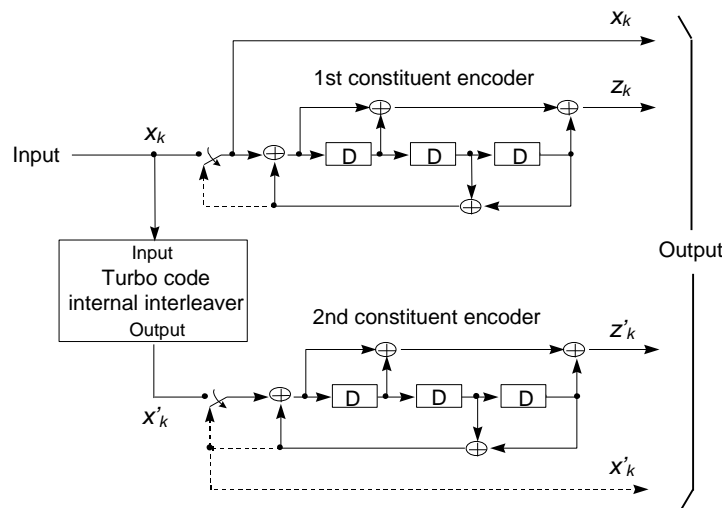 x_k
1st constituent encoder
z_k
x_k
Input
D D D
Input
Turbo code
internal interleaver
Output
Output
2nd constituent encoder
z'_k
D D D
x'_k
x'_k